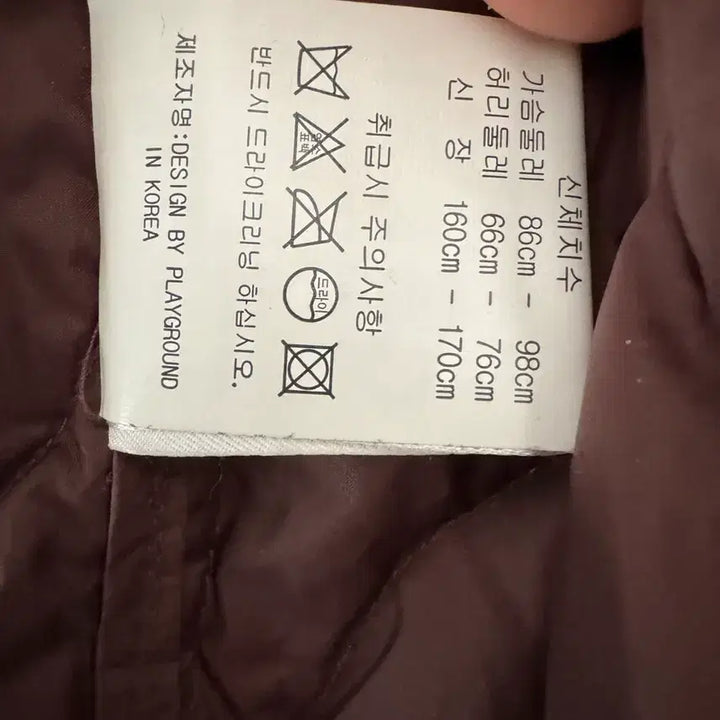 신체치수
가슴둘레 86cm - 98cm
허리둘레 66cm - 76cm
신 장 160cm - 170cm
취급시 주의사항
드라이
반드시 드라이크리닝 하십시오.
제조자명:DESIGN BY PLAYGROUND
IN KOREA